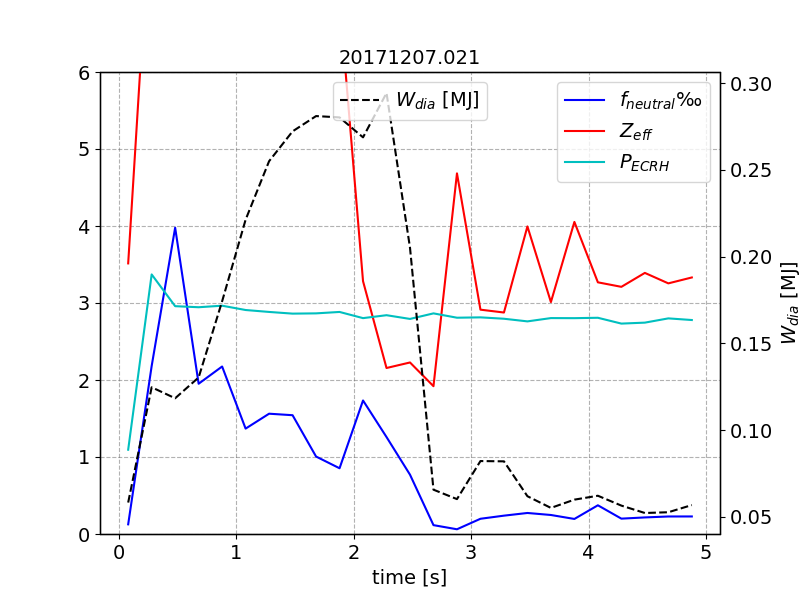 20171207.021
W_dia [MJ]
f_neutral‰
Z_eff
P_ECRH
6
5
4
3
2
1
0
0.30
0.25
0.20
0.15
0.10
0.05
W_dia [MJ]
0 1 2 3 4 5
time [s]